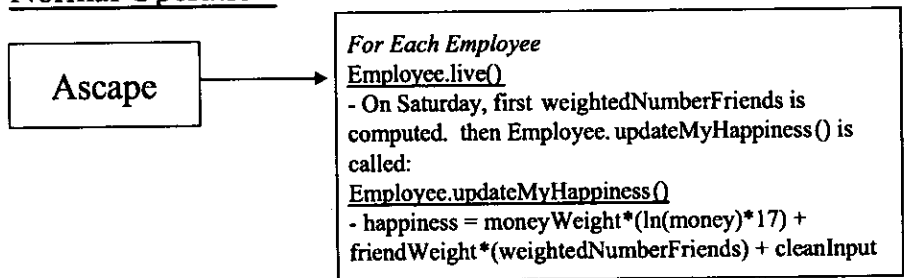 Ascape
For Each Employee
Employee.live()
- On Saturday, first weightedNumberFriends is
computed. then Employee. updateMyHappiness() is
called:
Employee.updateMyHappiness()
- happiness = moneyWeight*(ln(money)*17) +
friendWeight*(weightedNumberFriends) + cleanInput